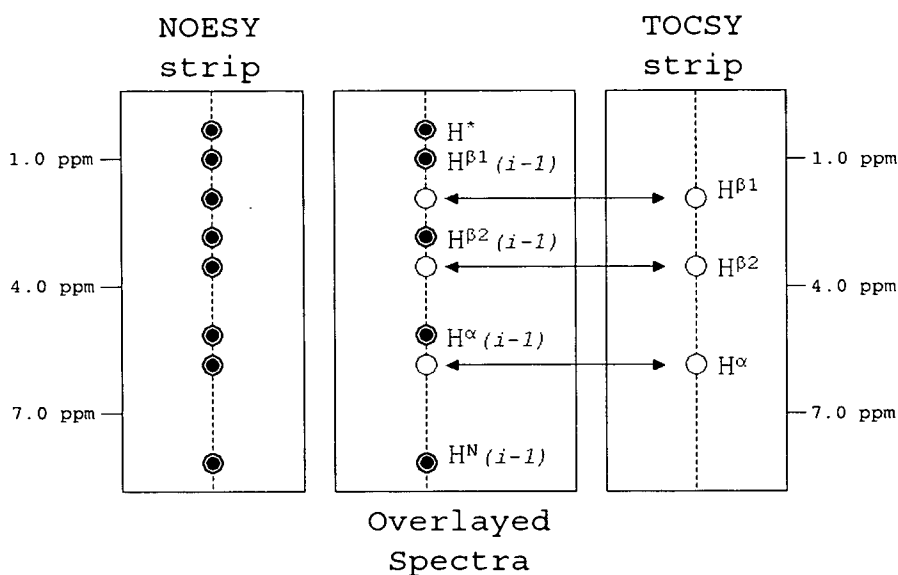 NOESY
strip
TOCSY
strip
1.0 ppm
4.0 ppm
7.0 ppm
H*
Hβ1 (i-1)
Hβ2 (i-1)
Hα (i-1)
HN (i-1)
Hβ1
Hβ2
Hα
1.0 ppm
4.0 ppm
7.0 ppm
Overlayed
Spectra